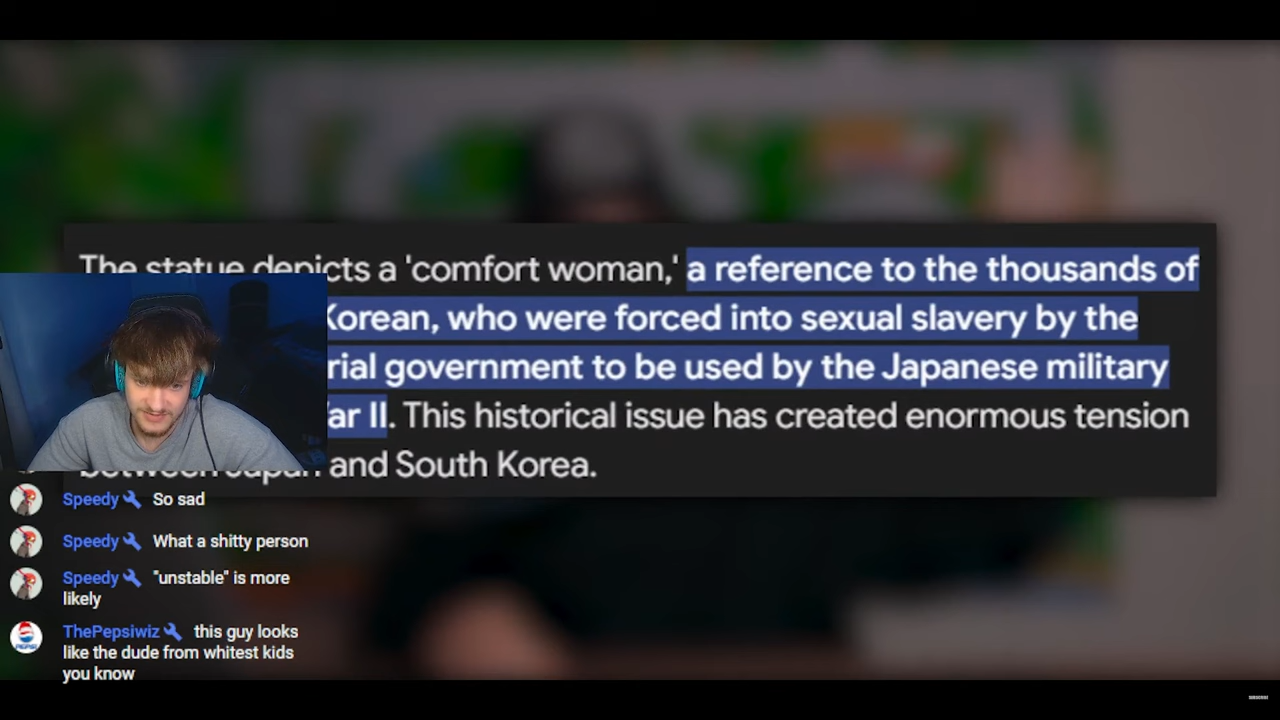 The statue depicts a 'comfort woman,' a reference to the thousands of
Korean, who were forced into sexual slavery by the
government to be used by the Japanese military
II. This historical issue has created enormous tension
between Japan and South Korea.
Speedy So sad
Speedy What a shitty person
Speedy "unstable" is more
likely
ThePepsiwiz this guy looks
like the dude from whitest kids
you know